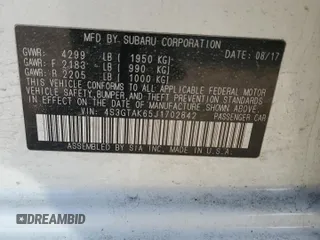 MFD BY SUBARU CORPORATION
GVWR: 4299 LB ( 1950 KG) DATE: 08/17
GAWR: F 2183 LB ( 990 KG)
GAWR: R 2205 LB ( 1000 KG)
THIS VEHICLE CONFORMS TO ALL APPLICABLE FEDERAL MOTOR
VEHICLE SAFETY, BUMPER, AND THEFT PREVENTION STANDARDS IN
EFFECT ON THE DATE OF MANUFACTURE SHOWN ABOVE.
VIN: 4S3GTAK65J1702842 PASSENGER CAR
ASSEMBLED BY SIA INC. MADE IN U.S.A.
DREAMBID